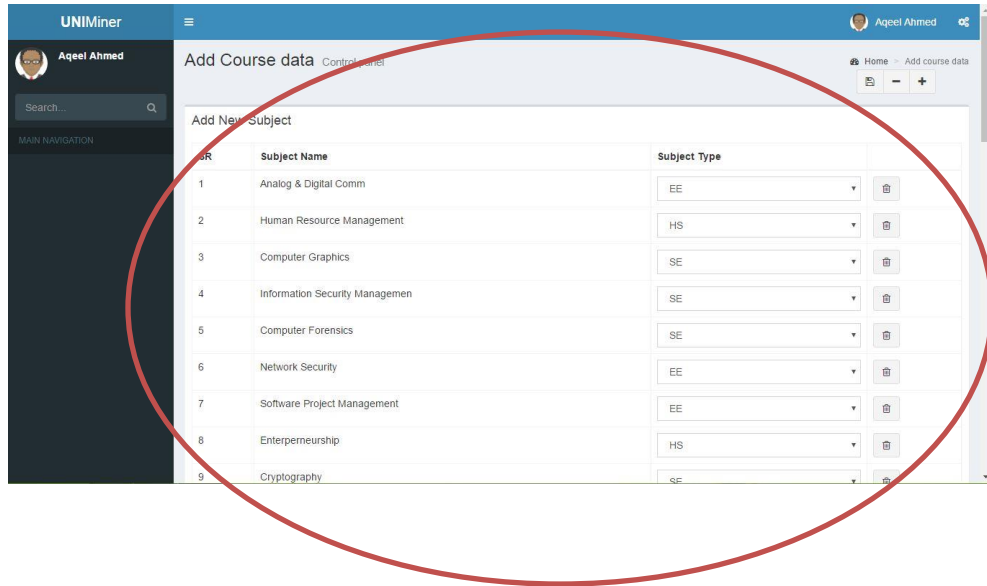 UNIMiner
Aqeel Ahmed
Aqeel Ahmed
Search...
MAIN NAVIGATION
Add Course data Control panel
Home > Add course data
Add New Subject
SR Subject Name Subject Type
1 Analog & Digital Comm EE
2 Human Resource Management HS
3 Computer Graphics SE
4 Information Security Managemen SE
5 Computer Forensics SE
6 Network Security EE
7 Software Project Management EE
8 Enterperneurship HS
9 Cryptography SE